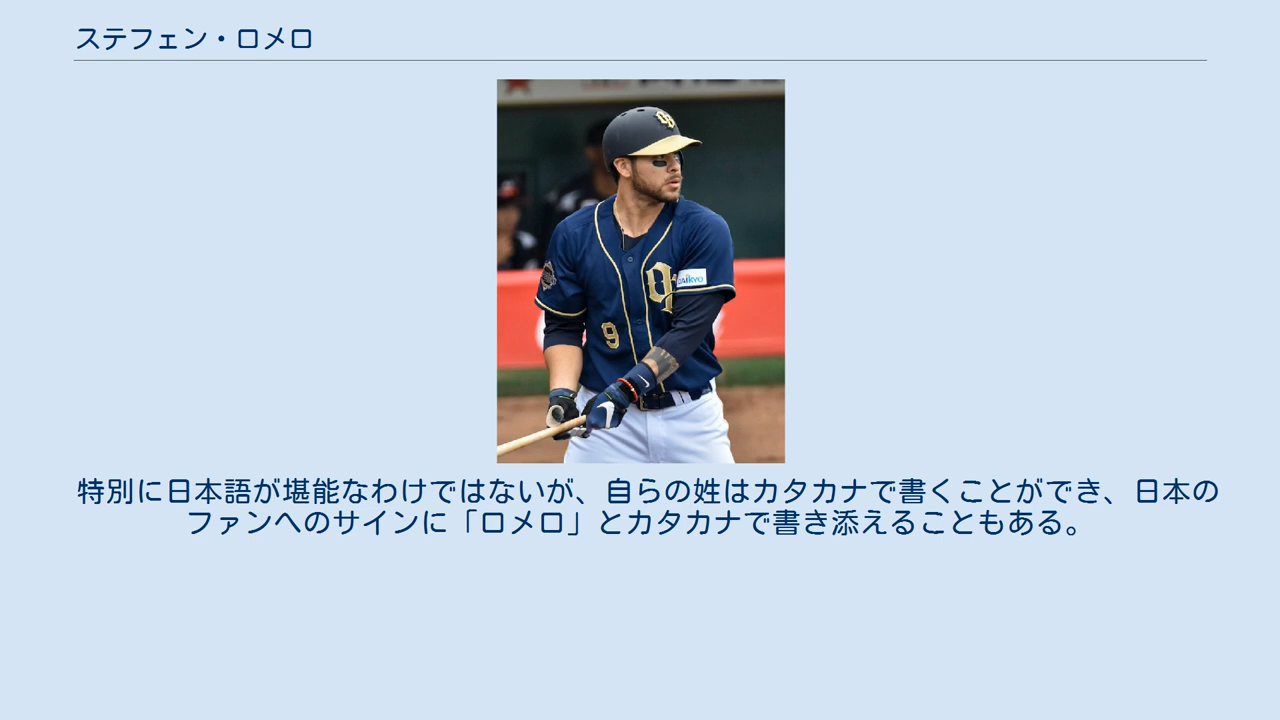 ステフェン・ロメロ
9
DAIKYO
特別に日本語が堪能なわけではないが、自らの姓はカタカナで書くことができ、日本の
ファンへのサインに「ロメロ」とカタカナで書き添えることもある。